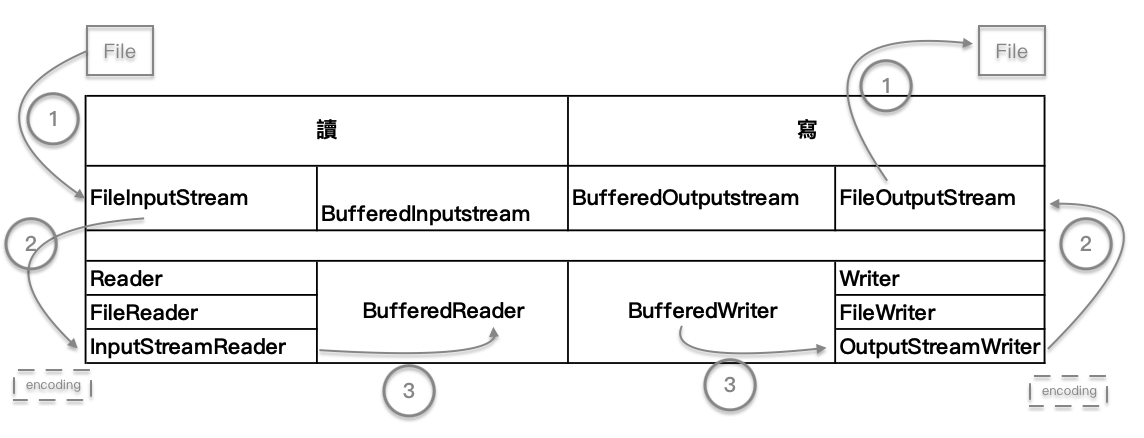 File
File
1
1
讀
寫
FileInputStream
BufferedInputstream
BufferedOutputstream
FileOutputStream
2
2
Reader
Writer
FileReader
BufferedReader
BufferedWriter
FileWriter
InputStreamReader
OutputStreamWriter
encoding
3
3
encoding